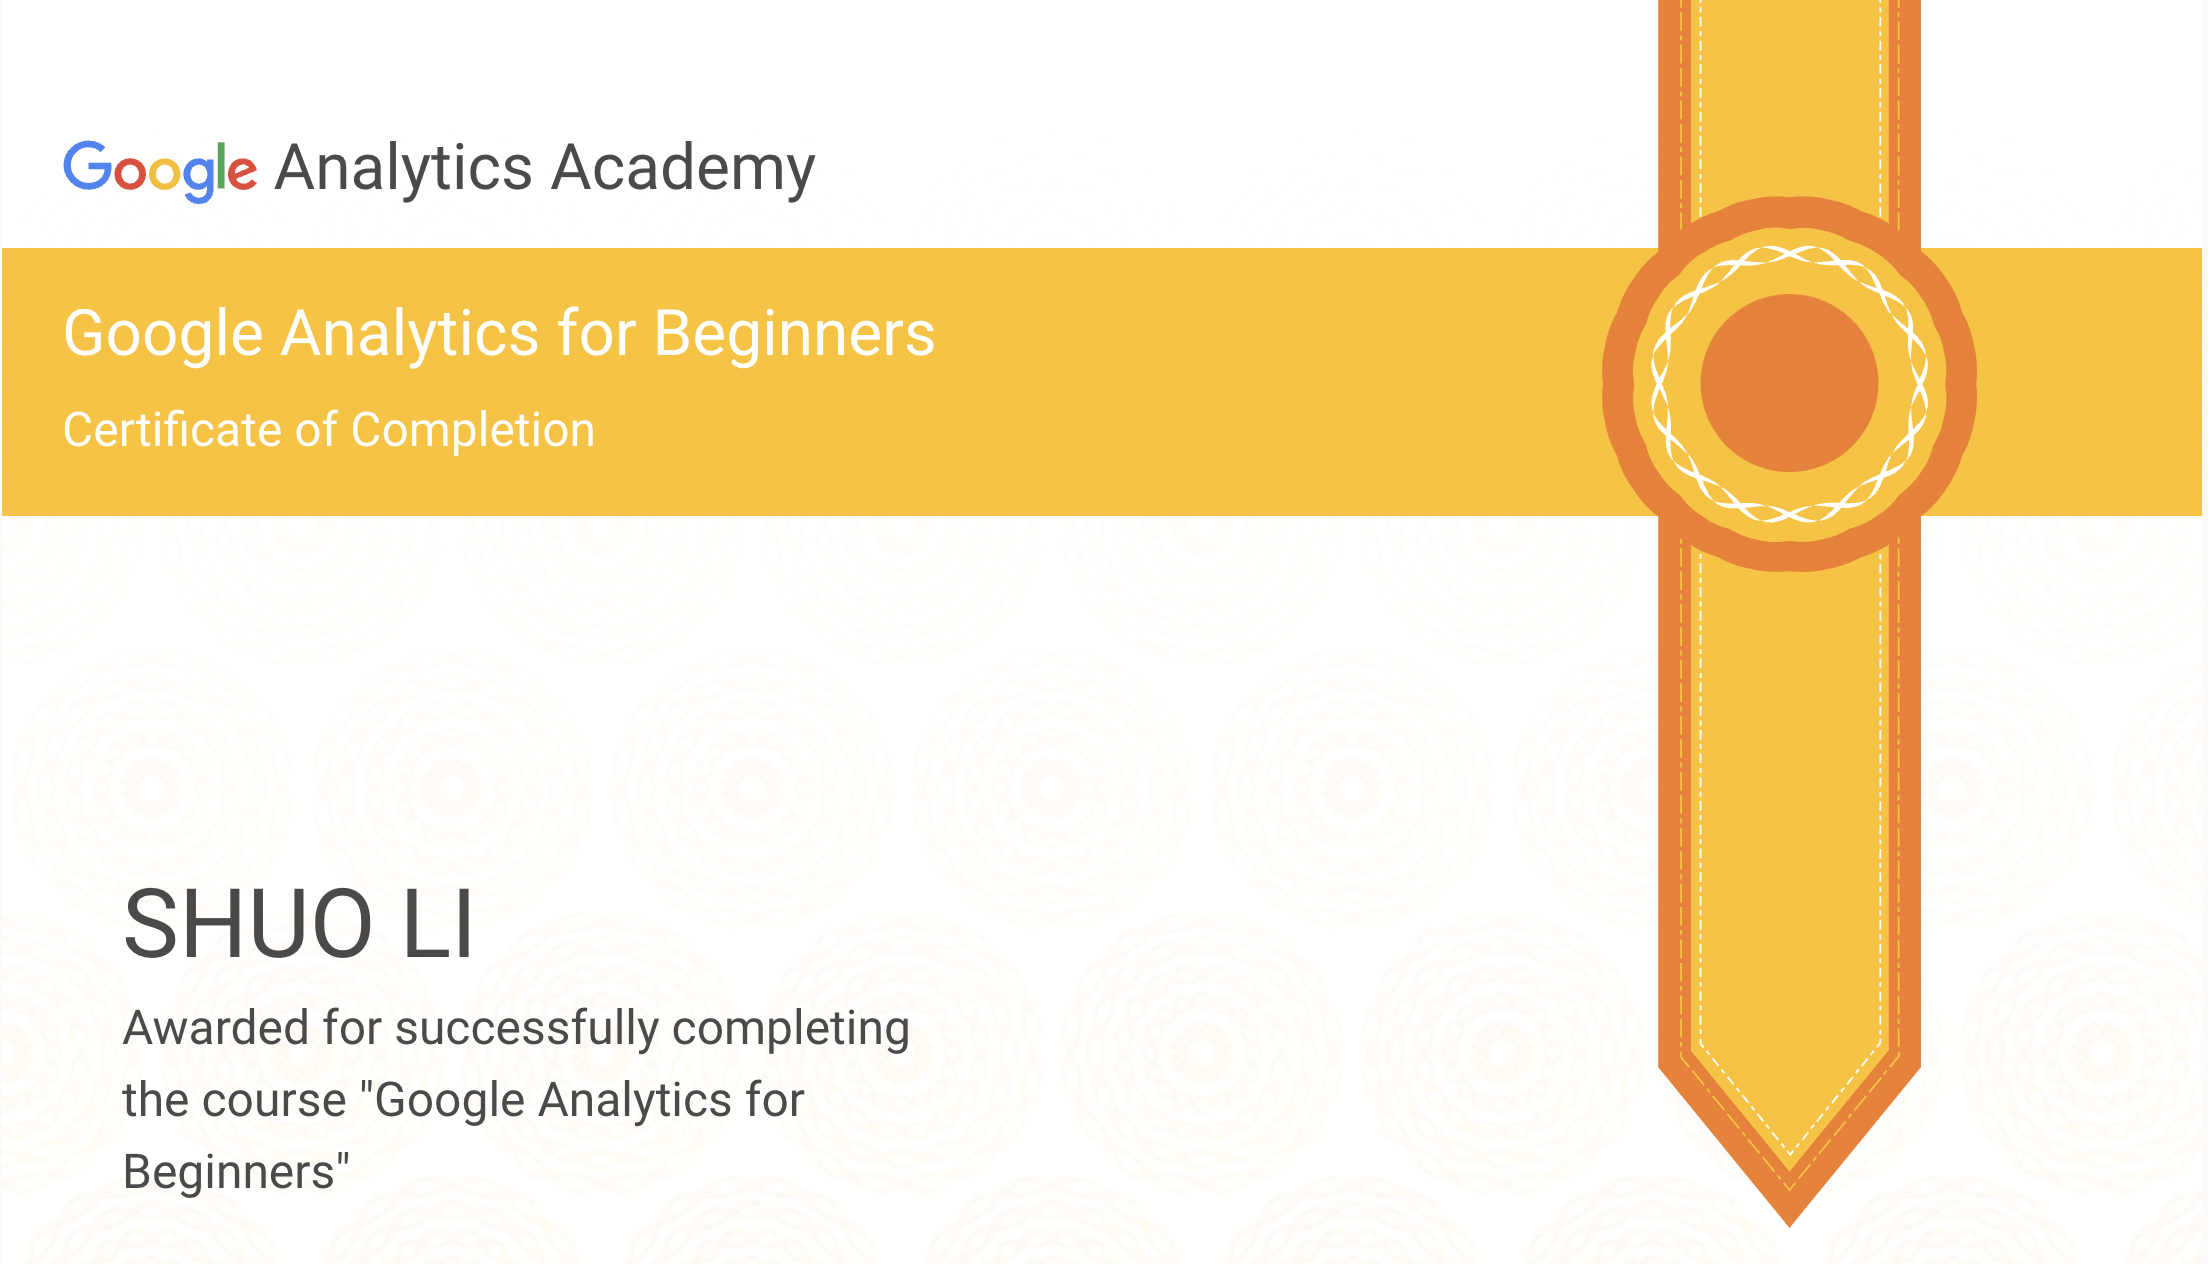 Google Analytics Academy
Google Analytics for Beginners
Certificate of Completion
SHUO LI
Awarded for successfully completing
the course "Google Analytics for
Beginners"